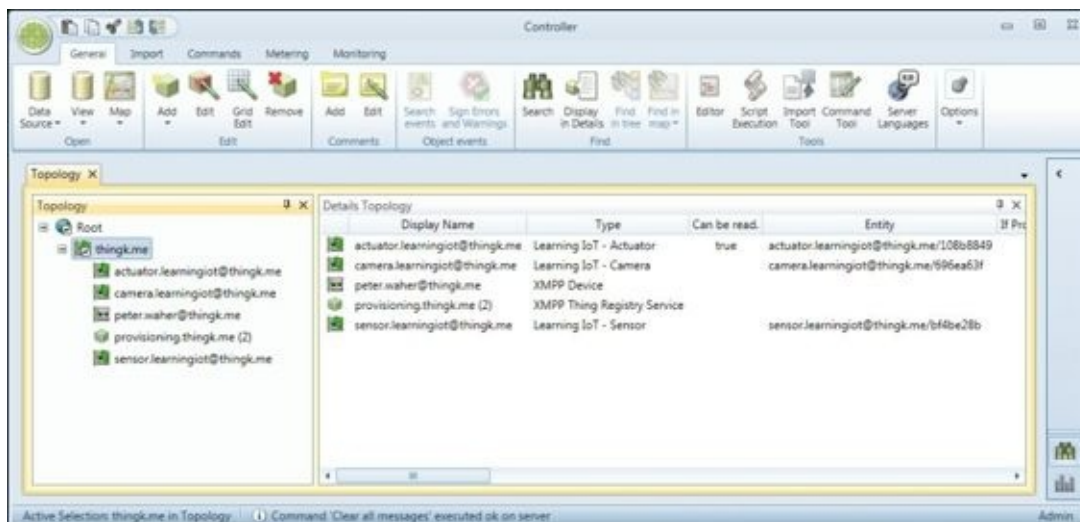 Controller
General Import Commands Metering Monitoring
Data Source View Map Add Edit Grid Edit Remove Add Edit Search events Sign Errors and Warnings Search Display in Details Find in tree Find in map Editor Script Execution Import Tool Command Tool Server Languages Options
Open Edit Comments Object events Find Tools
Topology
Topology Details Topology
Display Name Type Can be read. Entity If Pro
Root
thingk.me
actuator.learningiot@thingk.me
camera.learningiot@thingk.me
peter.waher@thingk.me
provisioning.thingk.me (2)
sensor.learningiot@thingk.me
actuator.learningiot@thingk.me Learning IoT - Actuator true actuator.learningiot@thingk.me/108b8849
camera.learningiot@thingk.me Learning IoT - Camera camera.learningiot@thingk.me/696ea63f
peter.waher@thingk.me XMPP Device
provisioning.thingk.me (2) XMPP Thing Registry Service
sensor.learningiot@thingk.me Learning IoT - Sensor sensor.learningiot@thingk.me/bf4be28b
Active Selection: thingk.me in Topology Command 'Clear all messages' executed ok on server Admin